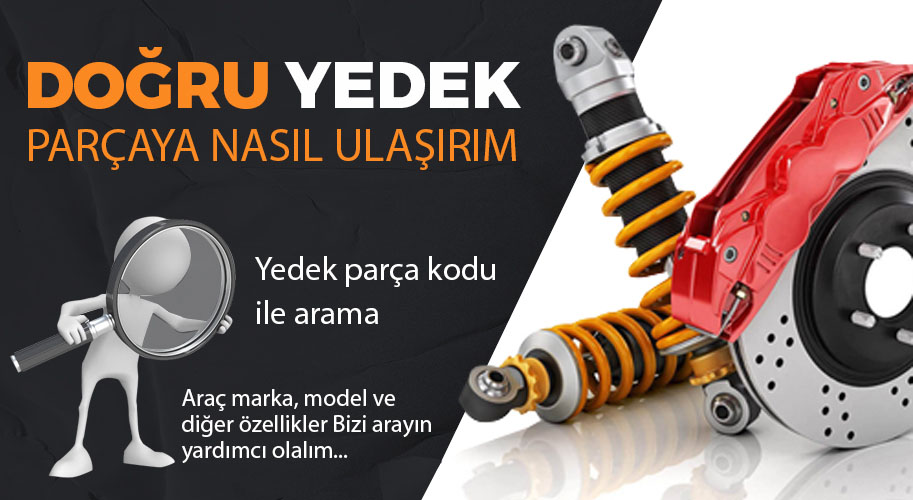 DOĞRU YEDEK
PARÇAYA NASIL ULAŞIRIM
Yedek parça kodu
ile arama
Araç marka, model ve
diğer özellikler Bizi arayın
yardımcı olalım...